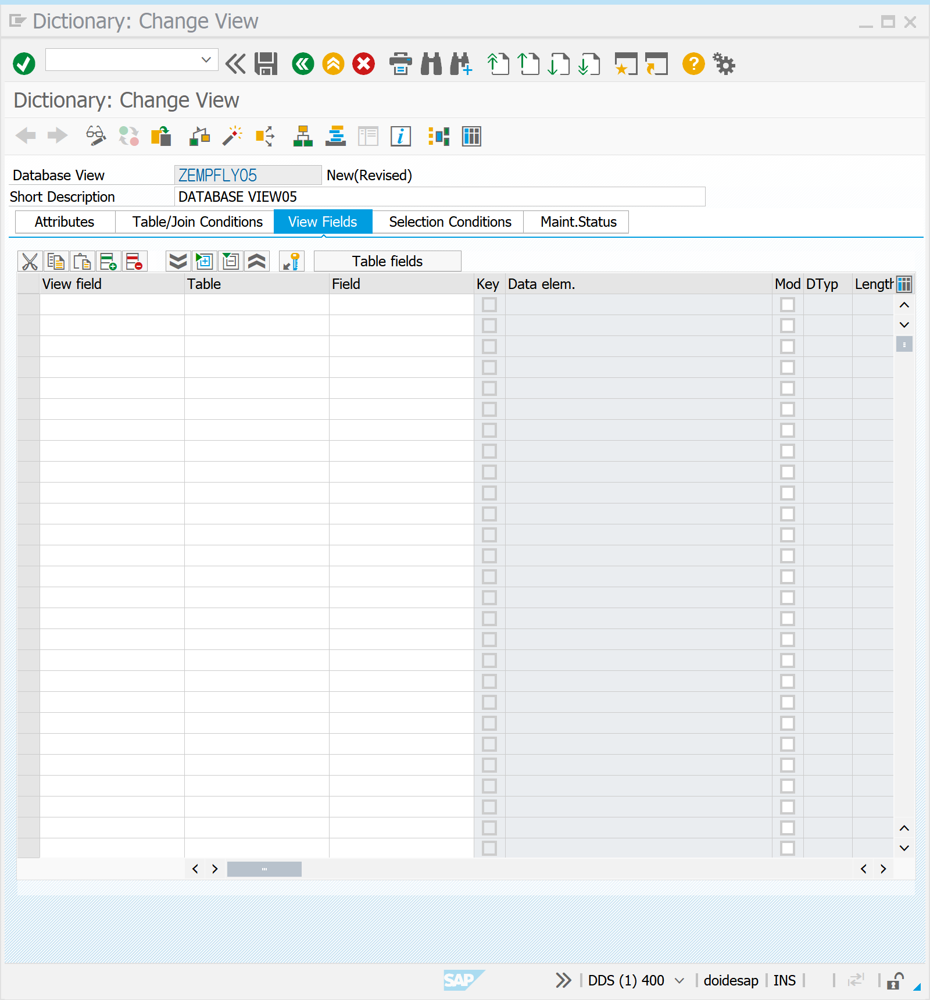 Dictionary: Change View
Dictionary: Change View
Database View ZEMPFLY05 New(Revised)
Short Description DATABASE VIEW05
Attributes Table/Join Conditions View Fields Selection Conditions Maint.Status
Table fields
View field Table Field Key Data elem. Mod DTyp Length
SAP DDS (1) 400 doidesap INS